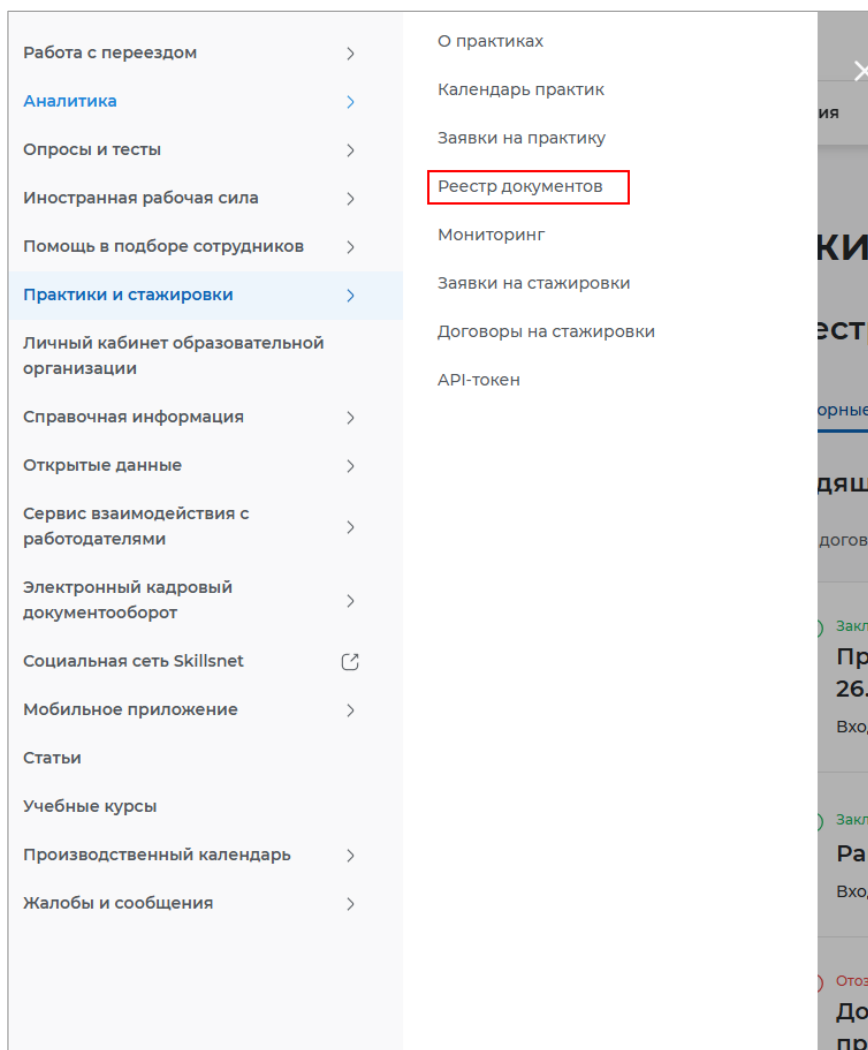 Работа с переездом
Аналитика
Опросы и тесты
Иностранная рабочая сила
Помощь в подборе сотрудников
Практики и стажировки
Личный кабинет образовательной
организации
Справочная информация
Открытые данные
Сервис взаимодействия с
работодателями
Электронный кадровый
документооборот
Социальная сеть Skillsnet
Мобильное приложение
Статьи
Учебные курсы
Производственный календарь
Жалобы и сообщения
О практиках
Календарь практик
Заявки на практику
Реестр документов
Мониторинг
Заявки на стажировки
Договоры на стажировки
API-токен
26.